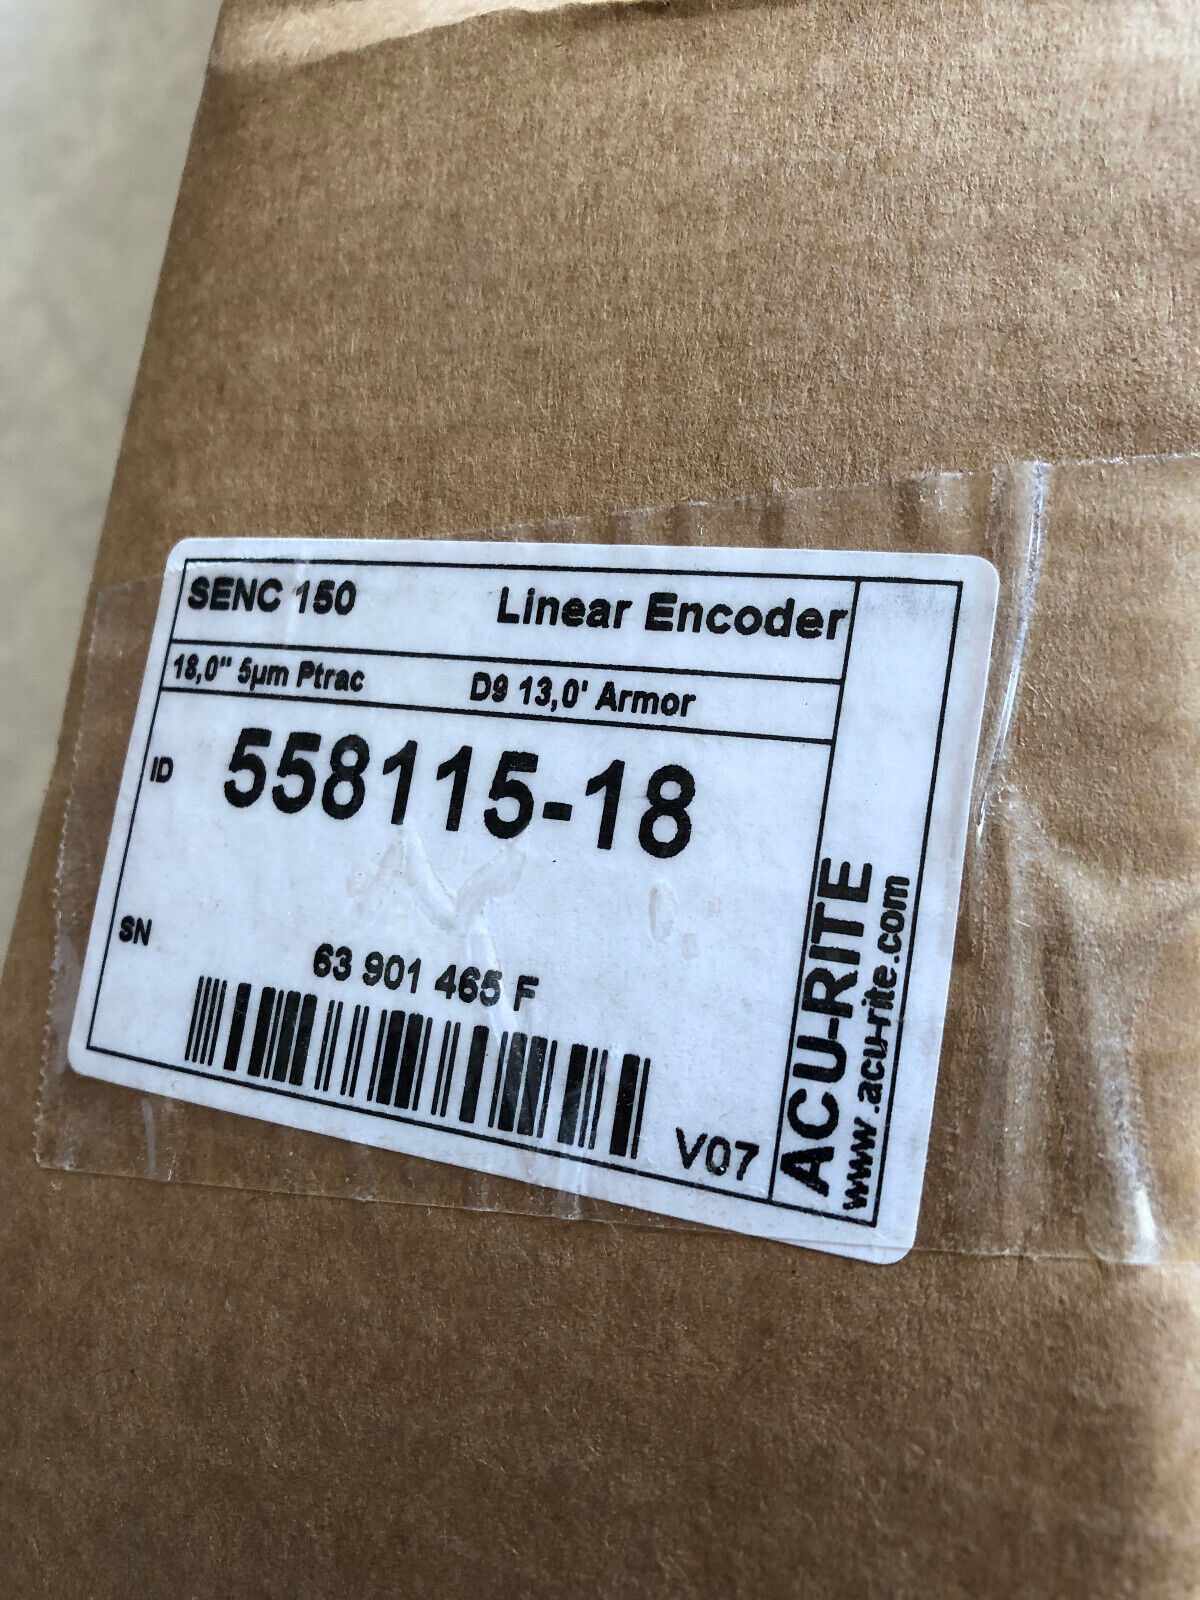 SENC 150 Linear Encoder
18,0" 5µm Ptrac D9 13,0' Armor
ID 558115-18
SN 63 901 465 F
V07
ACU-RITE
www.acu-rite.com